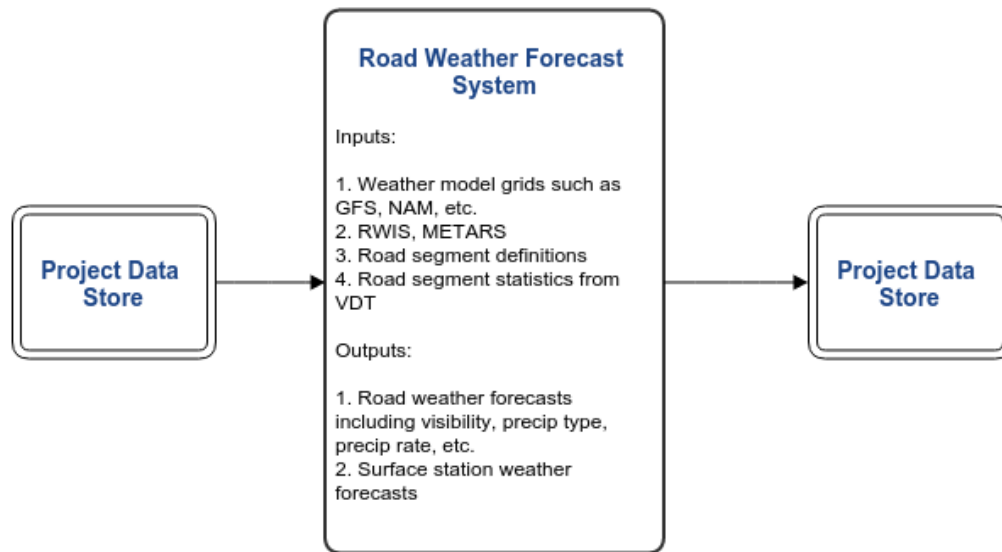 Project Data
Store
Road Weather Forecast
System
Inputs:
1. Weather model grids such as
GFS, NAM, etc.
2. RWIS, METARS
3. Road segment definitions
4. Road segment statistics from
VDT
Outputs:
1. Road weather forecasts
including visibility, precip type,
precip rate, etc.
2. Surface station weather
forecasts
Project Data
Store